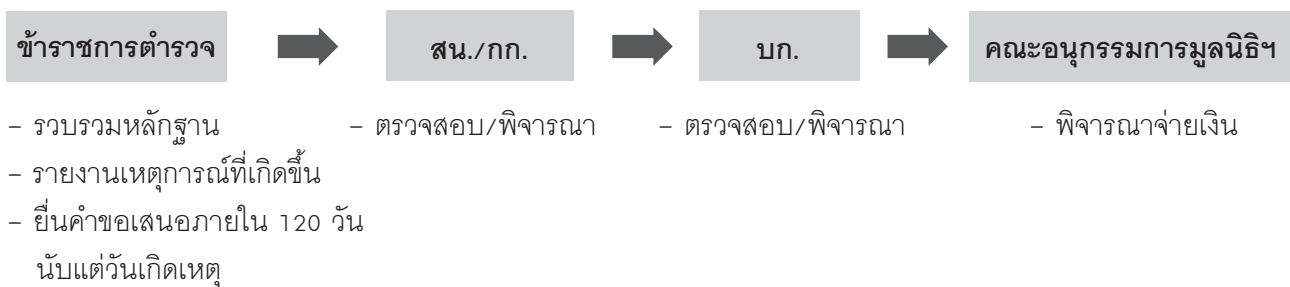 ข้าราชการตำรวจ
สน./กก.
บก.
คณะอนุกรรมการมูลนิธิฯ
– รวบรวมหลักฐาน
– รายงานเหตุการณ์ที่เกิดขึ้น
– ยื่นคำขอเสนอภายใน 120 วัน
นับแต่วันเกิดเหตุ
– ตรวจสอบ/พิจารณา
– ตรวจสอบ/พิจารณา
– พิจารณาจ่ายเงิน